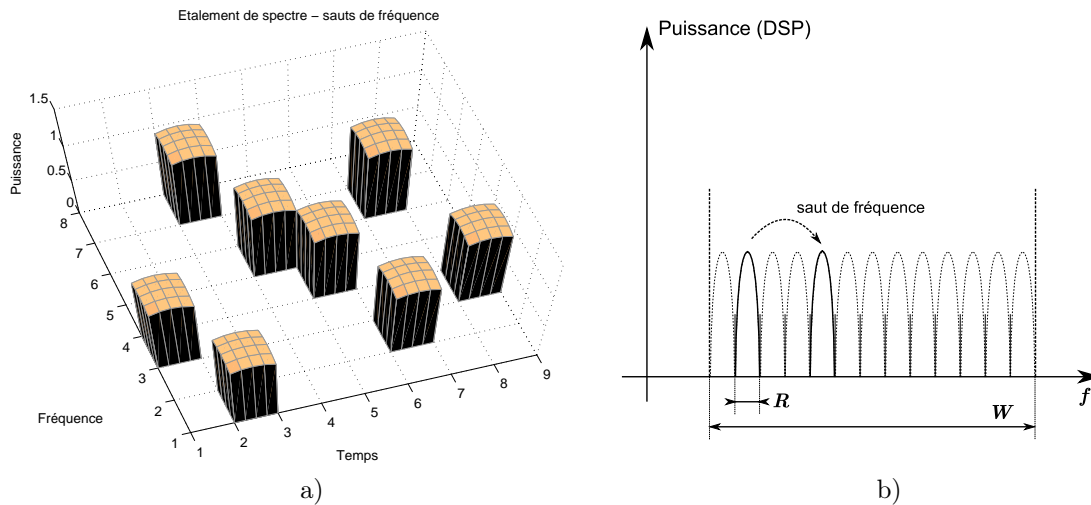 Etalement de spectre – sauts de fréquence
Puissance
1.5
1
0.5
0
8
7
6
5
4
3
2
1
Fréquence
1
2
3
4
5
6
7
8
9
Temps
a)
Puissance (DSP)
saut de fréquence
R
W
f
b)